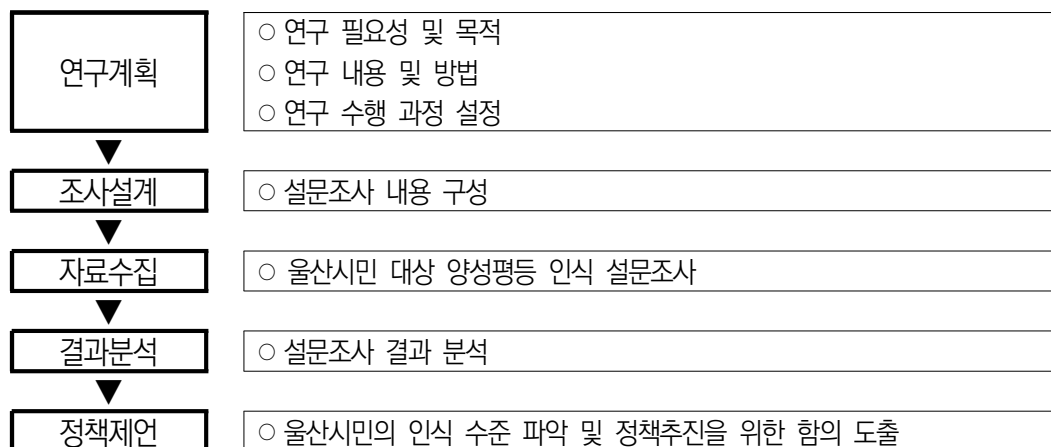 연구계획
○ 연구 필요성 및 목적
○ 연구 내용 및 방법
○ 연구 수행 과정 설정
▼
조사설계
○ 설문조사 내용 구성
▼
자료수집
○ 울산시민 대상 양성평등 인식 설문조사
▼
결과분석
○ 설문조사 결과 분석
▼
정책제언
○ 울산시민의 인식 수준 파악 및 정책추진을 위한 함의 도출